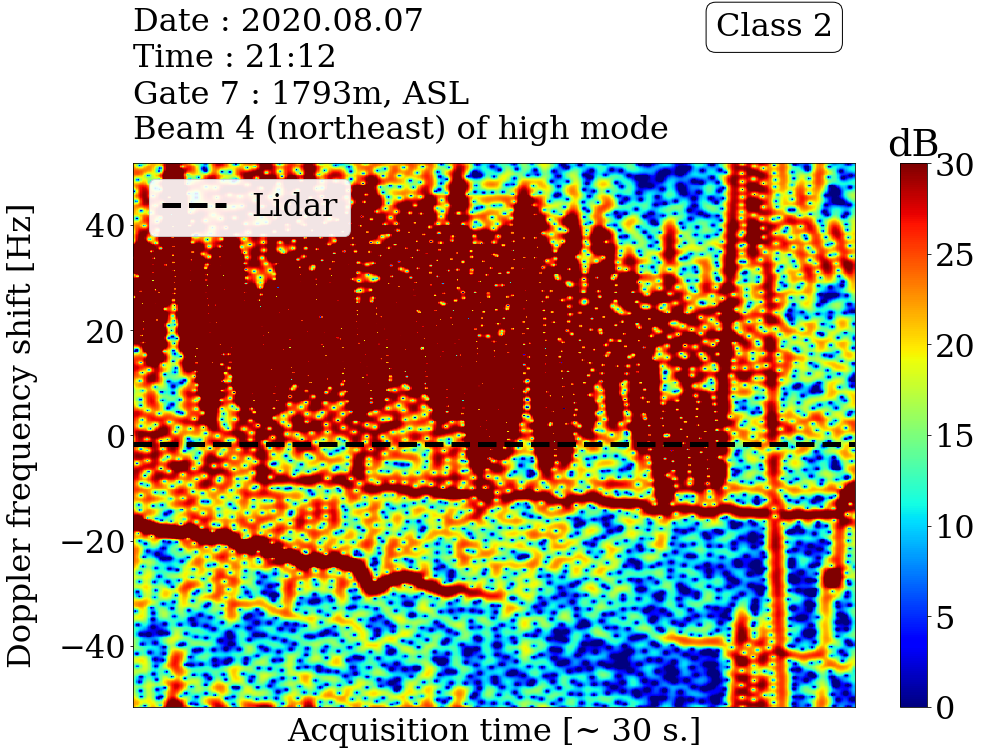 Date : 2020.08.07
Time : 21:12
Gate 7 : 1793m, ASL
Beam 4 (northeast) of high mode
Class 2
dB
Lidar
Doppler frequency shift [Hz]
40
20
0
−20
−40
30
25
20
15
10
5
0
Acquisition time [~ 30 s.]